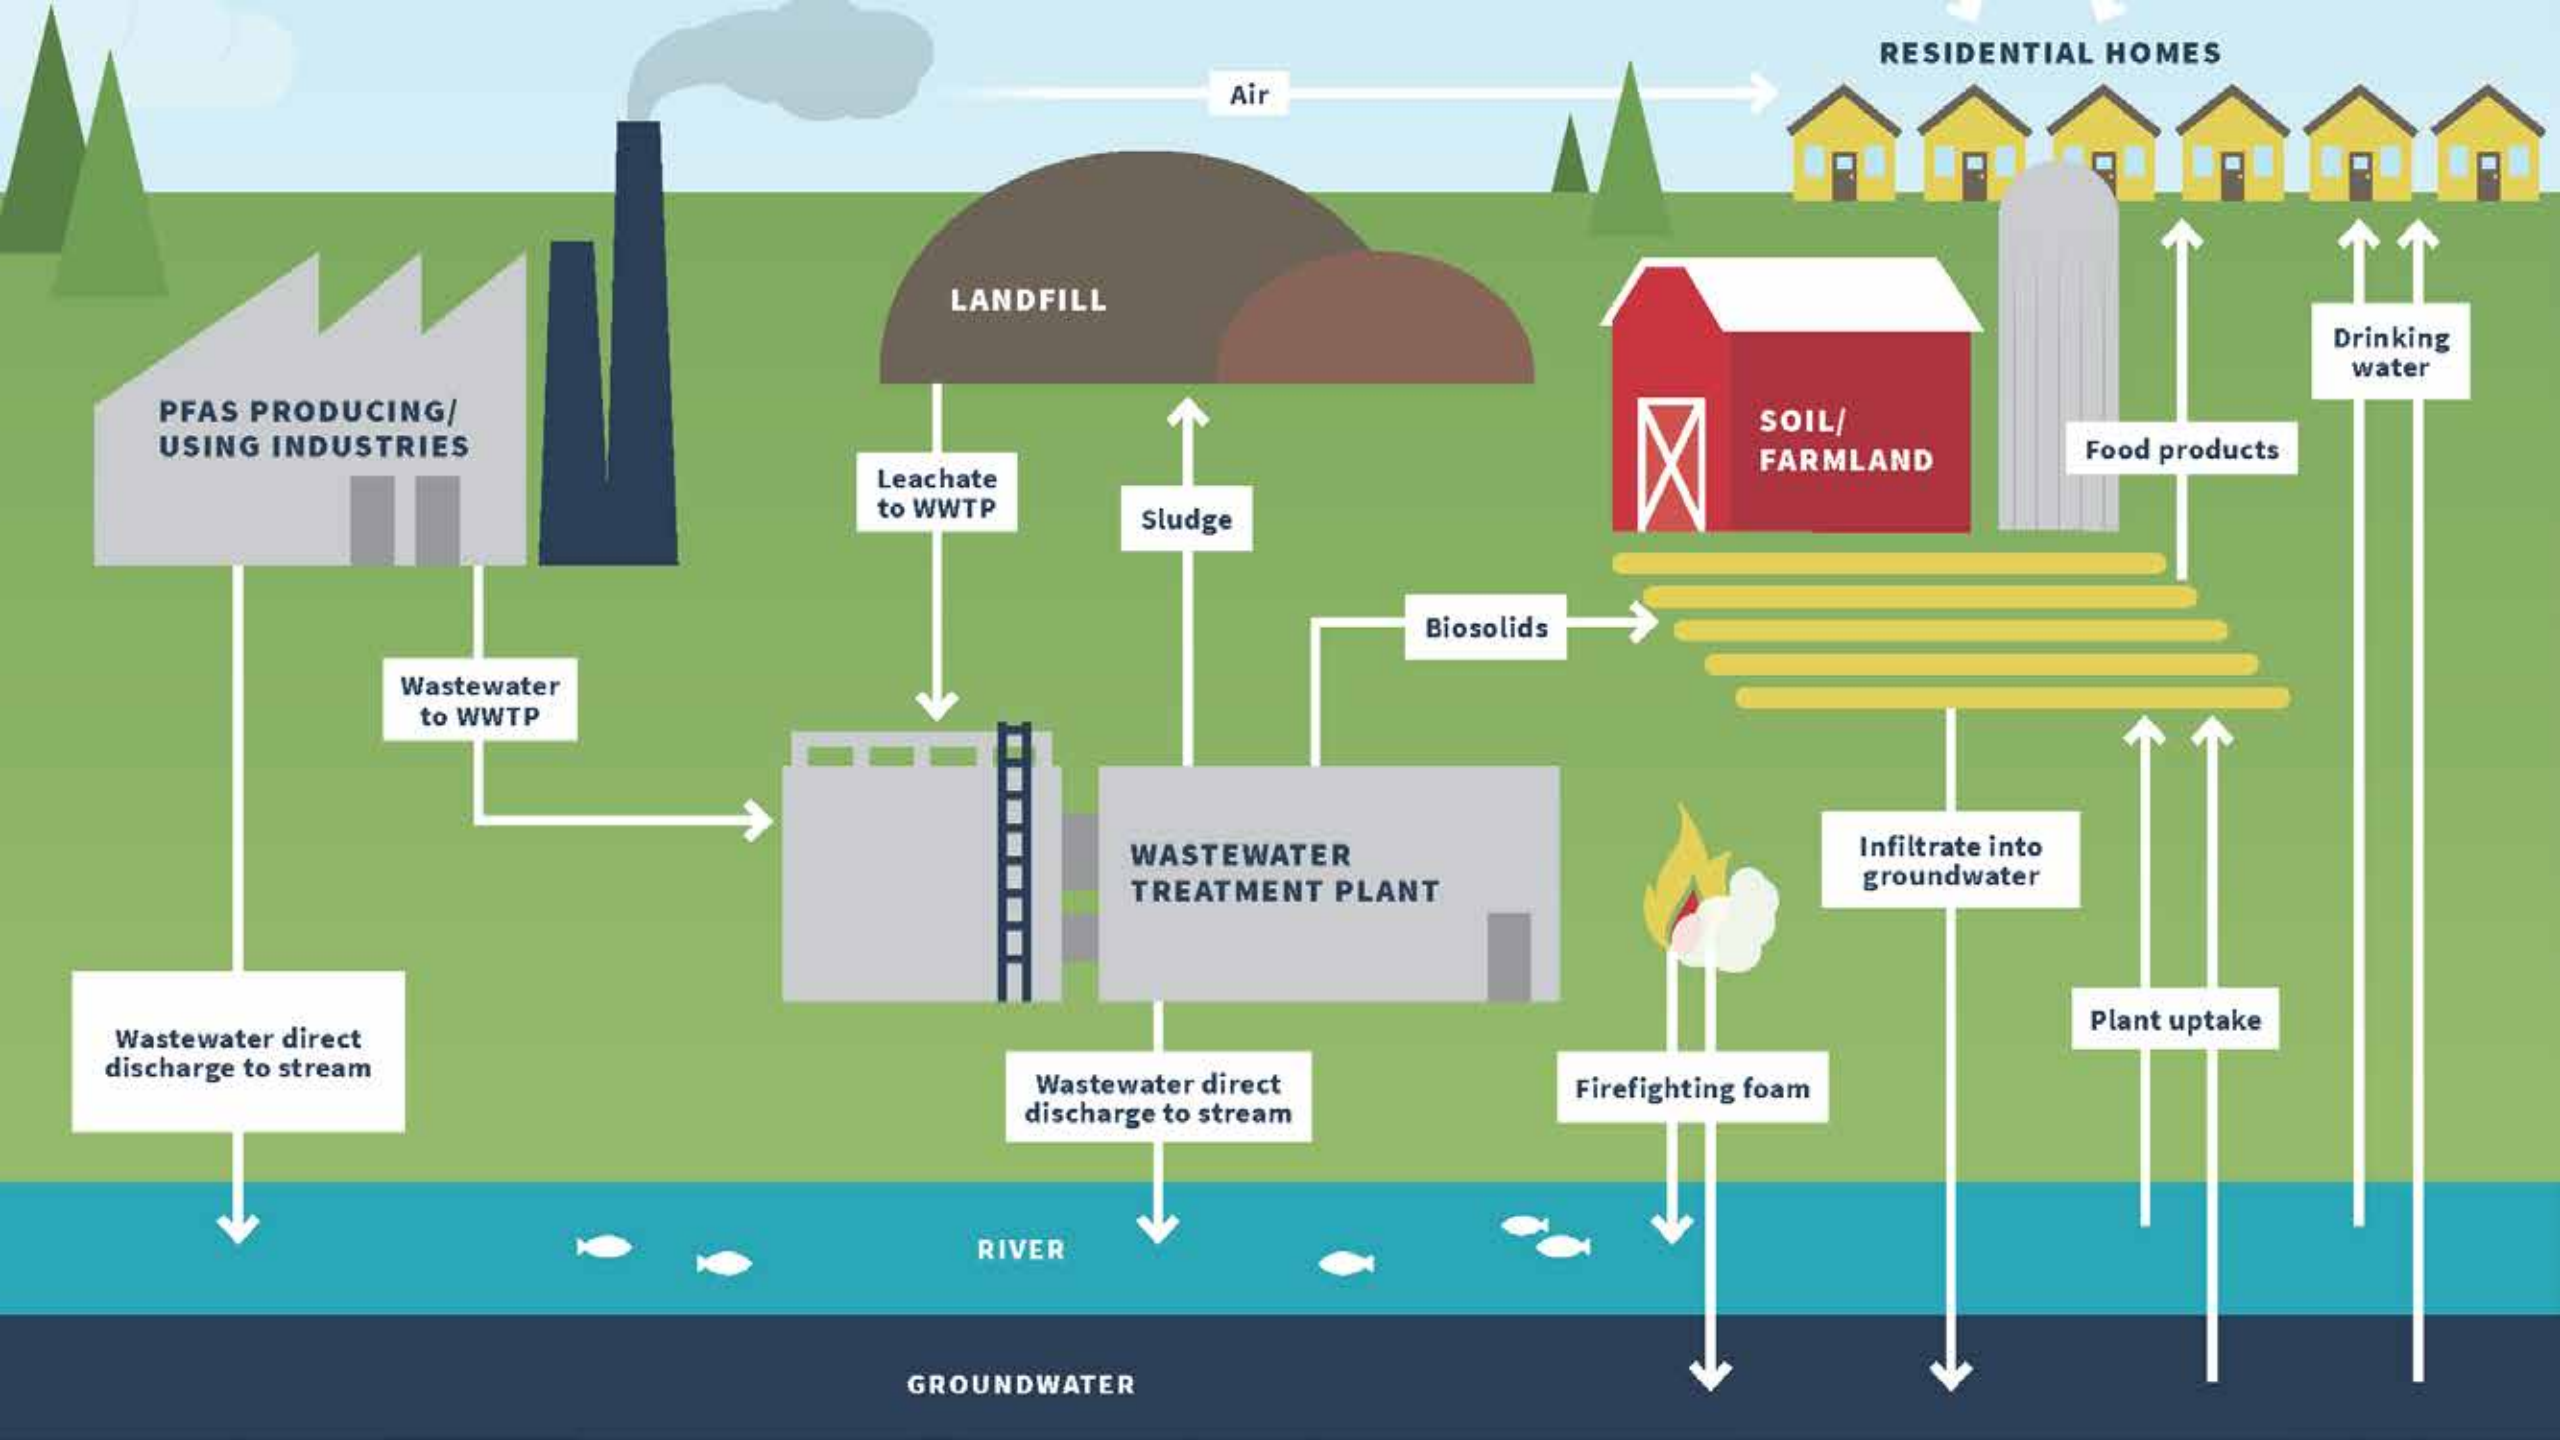 RESIDENTIAL HOMES
Air
LANDFILL
PFAS PRODUCING/
USING INDUSTRIES
Leachate
to WWTP
Sludge
SOIL/
FARMLAND
Food products
Drinking
water
Biosolids
Wastewater
to WWTP
WASTEWATER
TREATMENT PLANT
Infiltrate into
groundwater
Plant uptake
Wastewater direct
discharge to stream
Wastewater direct
discharge to stream
Firefighting foam
RIVER
GROUNDWATER